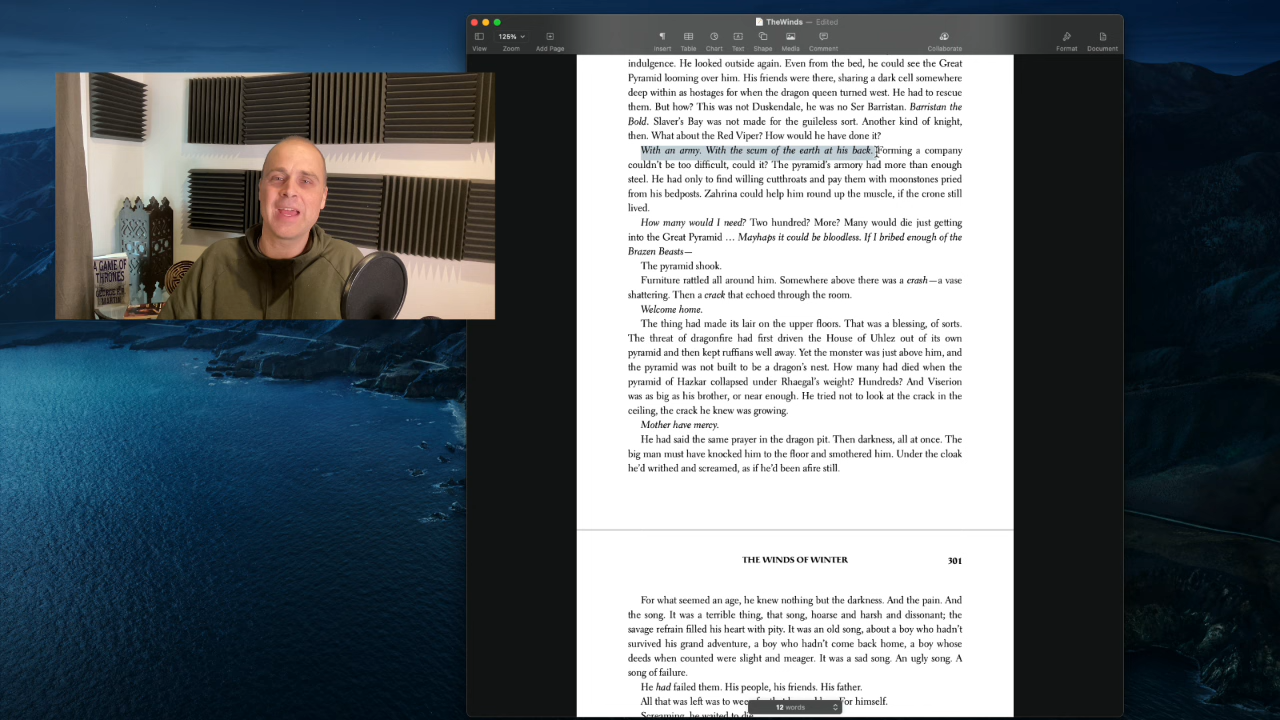 TheWinds — Edited
125%
View
Zoom
Add Page
Insert
Table
Chart
Text
Shape
Media
Comment
Collaborate
Format
Document
indulgence. He looked outside again. Even from the bed, he could see the Great
Pyramid looming over him. His friends were there, sharing a dark cell somewhere
deep within as hostages for when the dragon queen turned west. He had to rescue
them. But how? This was not Duskendale, he was no Ser Barristan. Barristan the
Bold. Slaver's Bay was not made for the guileless sort. Another kind of knight,
then. What about the Red Viper? How would he have done it?
With an army. With the scum of the earth at his back. Forming a company
couldn't be too difficult, could it? The pyramid's armory had more than enough
steel. He had only to find willing cutthroats and pay them with moonstones pried
from his bedposts. Zahrina could help him round up the muscle, if the crone still
lived.
How many would I need? Two hundred? More? Many would die just getting
into the Great Pyramid … Mayhaps it could be bloodless. If I bribed enough of the
Brazen Beasts—
The pyramid shook.
Furniture rattled all around him. Somewhere above there was a crash—a vase
shattering. Then a crack that echoed through the room.
Welcome home.
The thing had made its lair on the upper floors. That was a blessing, of sorts.
The threat of dragonfire had first driven the House of Uhlez out of its own
pyramid and then kept ruffians well away. Yet the monster was just above him, and
the pyramid was not built to be a dragon's nest. How many had died when the
pyramid of Hazkar collapsed under Rhaegal's weight? Hundreds? And Viserion
was as big as his brother, or near enough. He tried not to look at the crack in the
ceiling, the crack he knew was growing.
Mother have mercy.
He had said the same prayer in the dragon pit. Then darkness, all at once. The
big man must have knocked him to the floor and smothered him. Under the cloak
he'd writhed and screamed, as if he'd been afire still.
THE WINDS OF WINTER 301
For what seemed an age, he knew nothing but the darkness. And the pain. And
the song. It was a terrible thing, that song, hoarse and harsh and dissonant; the
savage refrain filled his heart with pity. It was an old song, about a boy who hadn't
survived his grand adventure, a boy who hadn't come back home, a boy whose
deeds when counted were slight and meager. It was a sad song. An ugly song. A
song of failure.
He had failed them. His people, his friends. His father.
All that was left was to For himself.
Screaming, he waited to die
12 words
A GAME OF
THRONES
GEORGE R.R.
MARTIN